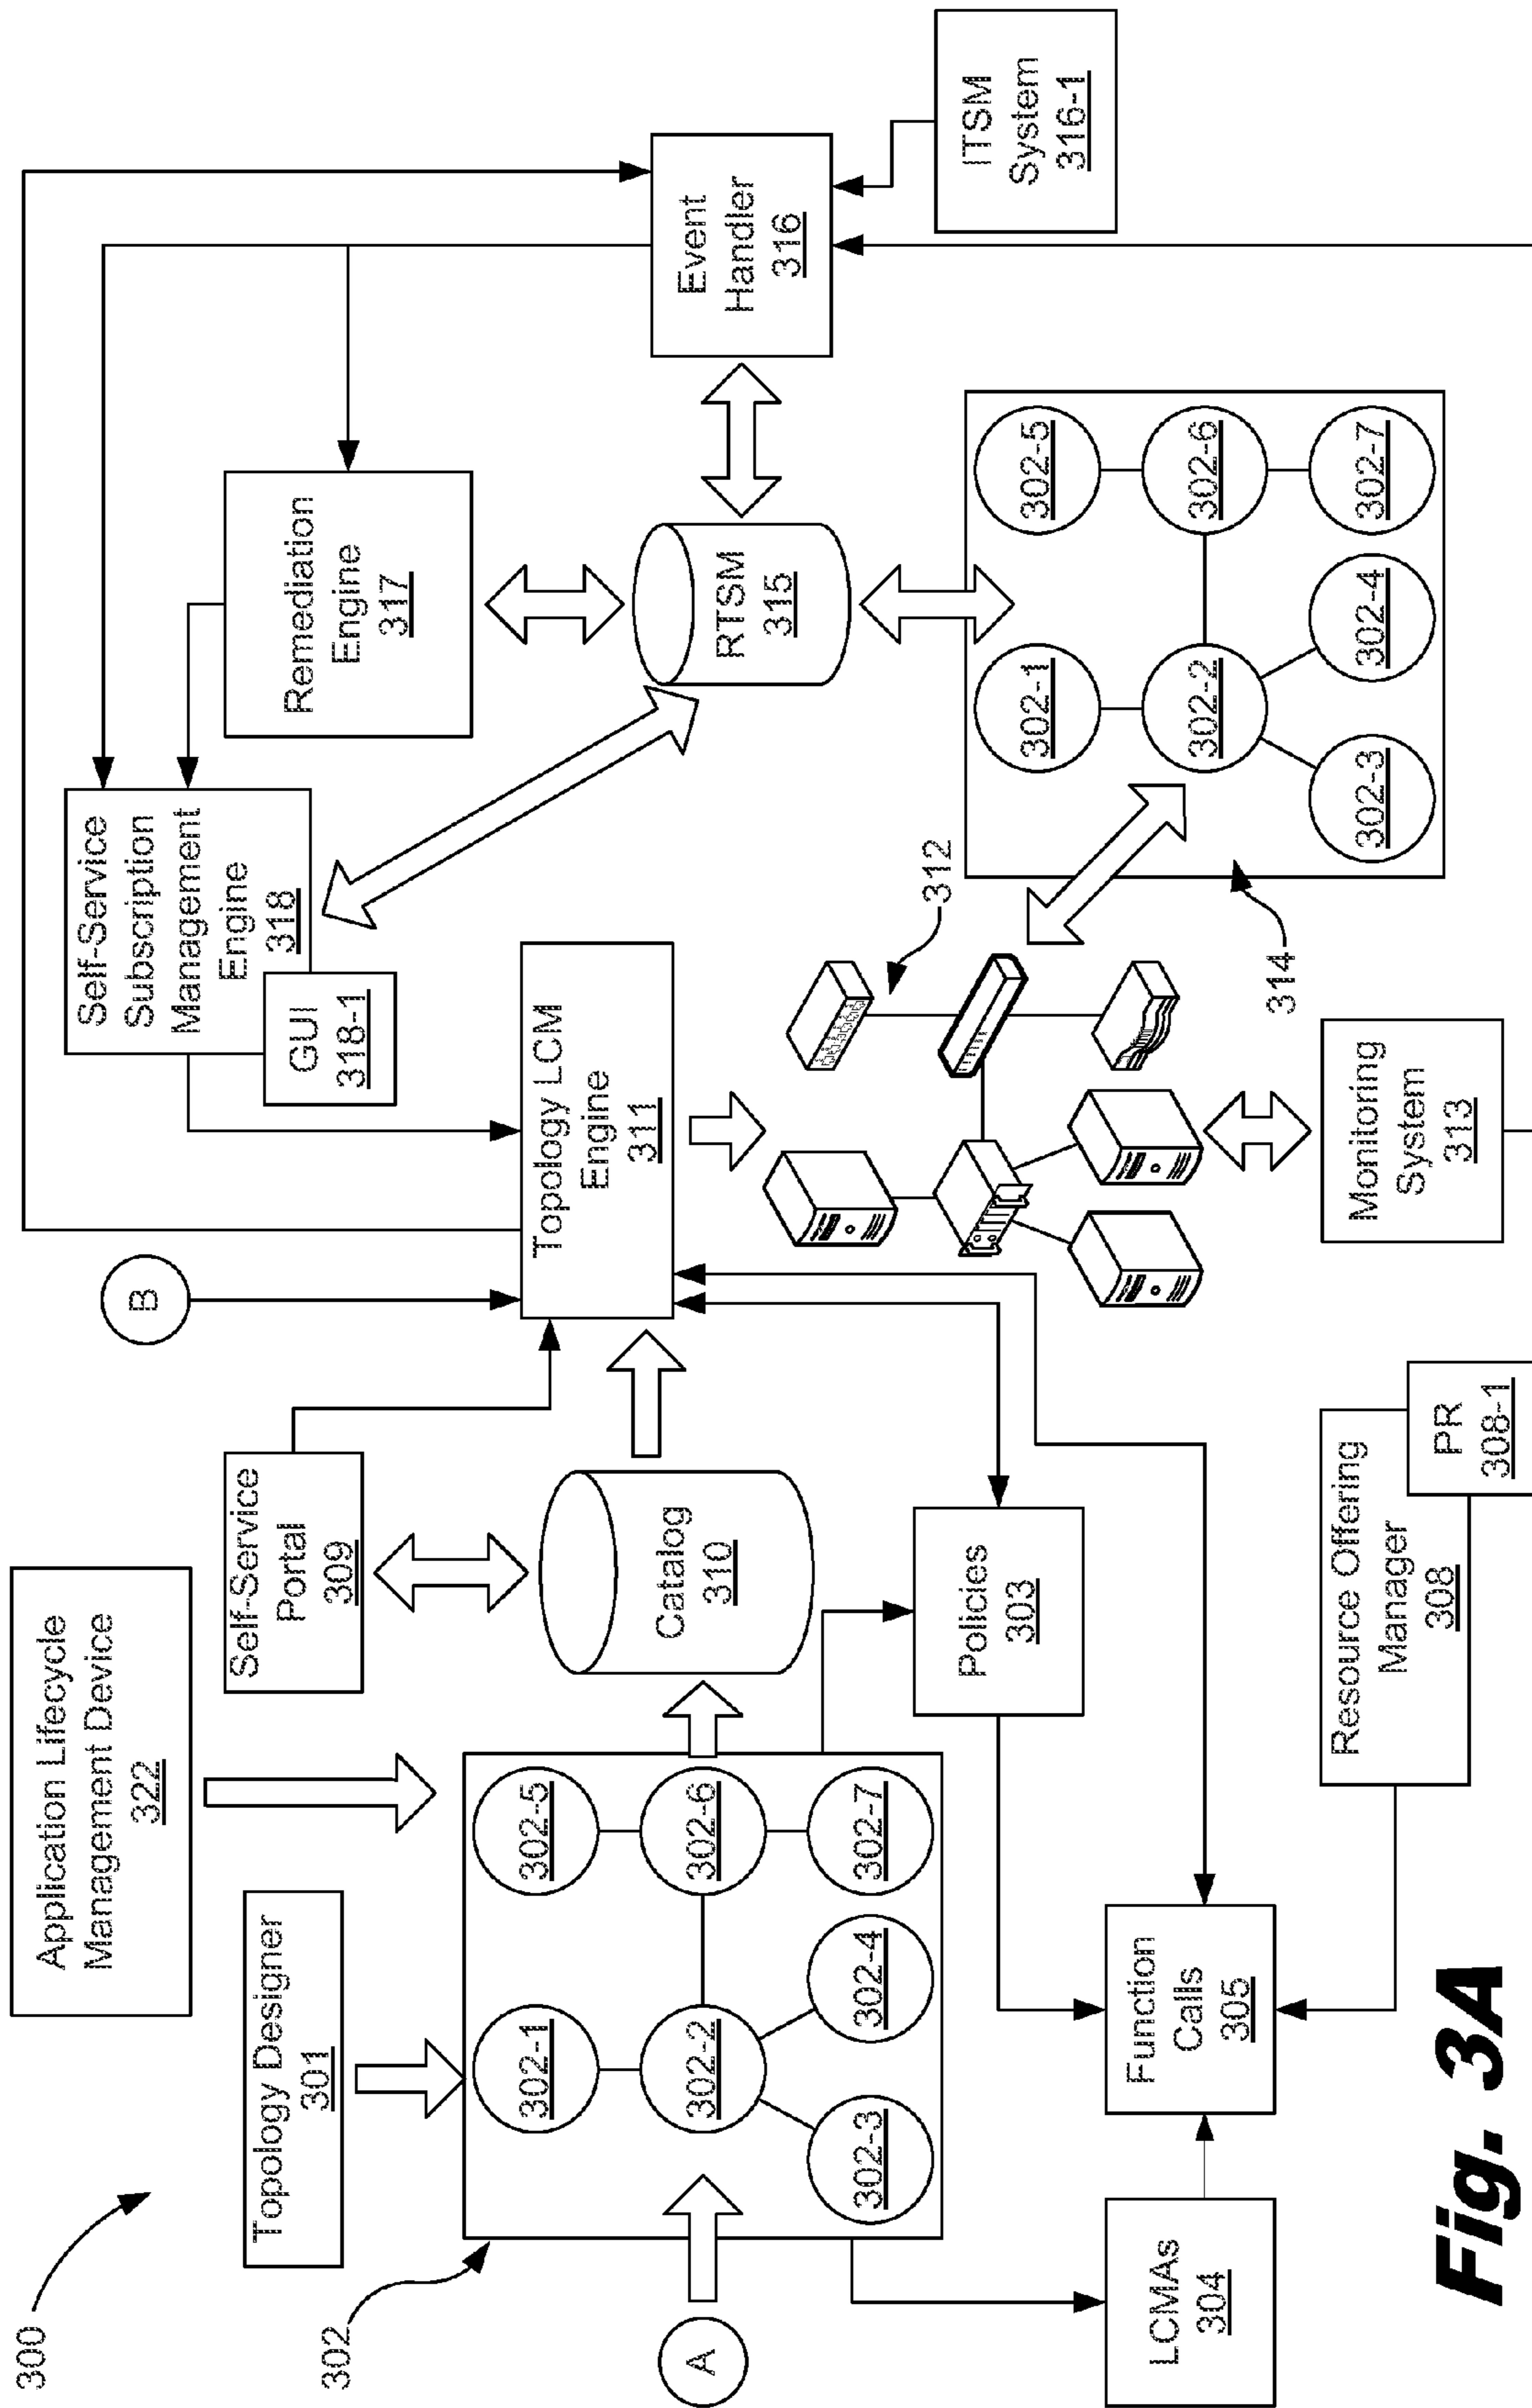 300
Application Lifecycle
Management Device
322
Topology Designer
301
302
302-1
302-5
302-2
302-6
302-3
302-4
302-7
A
LCMAs
304
Function
Calls
305
Policies
303
Resource Offering
Manager
308
PR
308-1
Self-Service
Portal
309
Catalog
310
B
Topology LCM
Engine
311
312
Monitoring
System
313
314
302-1
302-5
302-2
302-6
302-3
302-4
302-7
Self-Service
Subscription
Management
Engine
318
GUI
318-1
Remediation
Engine
317
RTSM
315
Event
Handler
316
ITSM
System
316-1
Fig. 3A